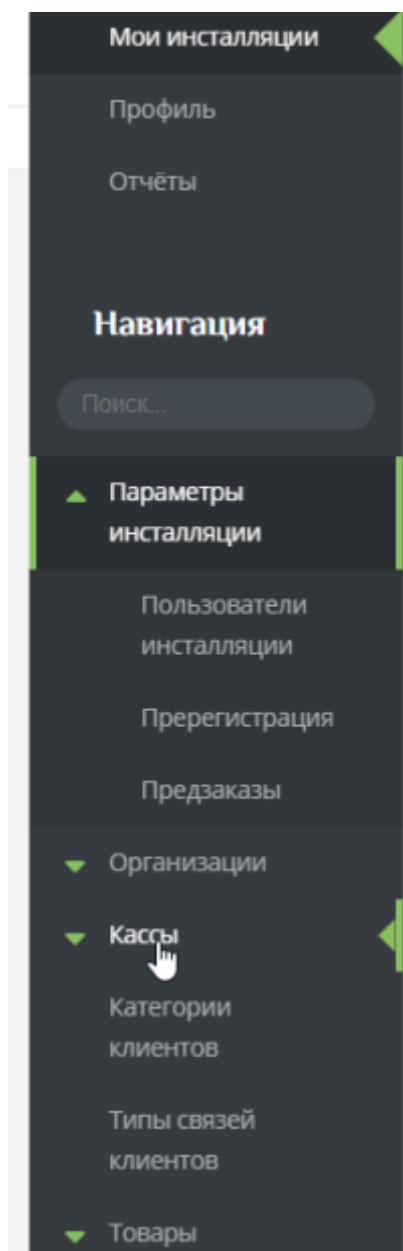 Мои инсталляции
Профиль
Отчёты
Навигация
Поиск...
Параметры
инсталляции
Пользователи
инсталляции
Пререгистрация
Предзаказы
Организации
Кассы
Категории
клиентов
Типы связей
клиентов
Товары